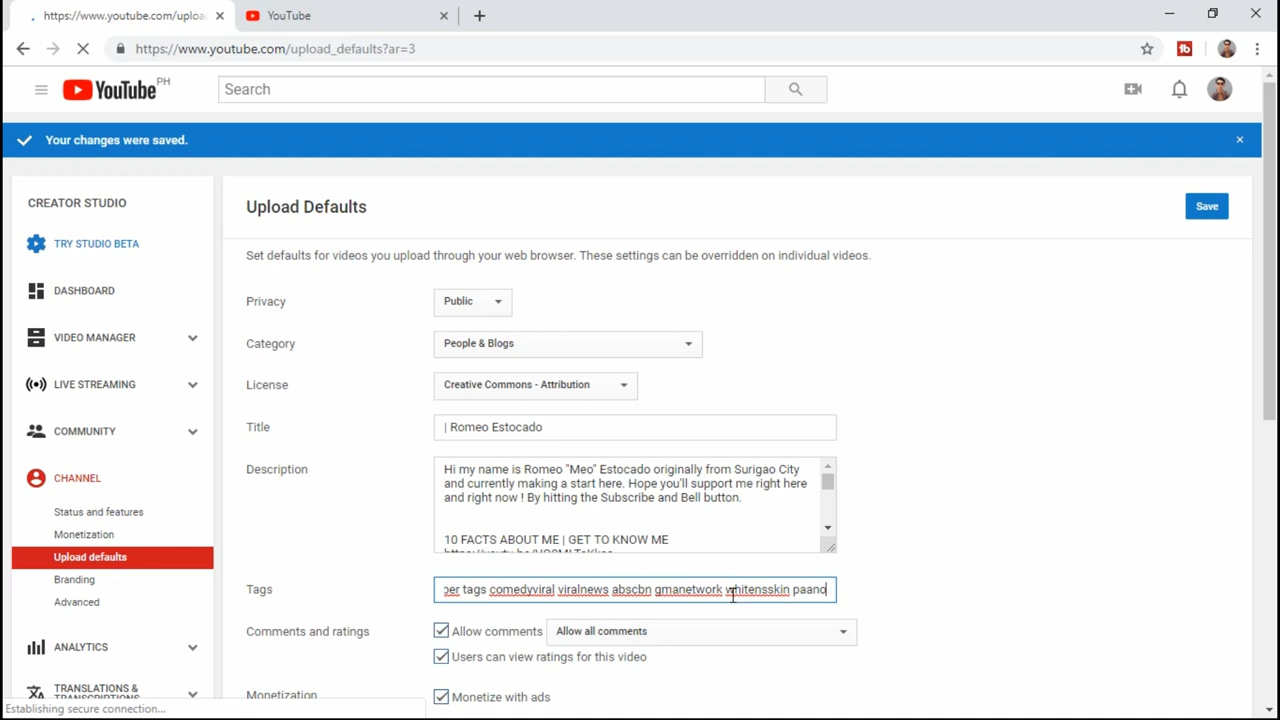 https://www.youtube.com/uploa
YouTube
https://www.youtube.com/upload_defaults?ar=3
YouTube PH
Search
Your changes were saved.
CREATOR STUDIO
TRY STUDIO BETA
DASHBOARD
VIDEO MANAGER
LIVE STREAMING
COMMUNITY
CHANNEL
Status and features
Monetization
Upload defaults
Branding
Advanced
ANALYTICS
TRANSLATIONS &
TRANSCRIPTIONS
Upload Defaults
Save
Set defaults for videos you upload through your web browser. These settings can be overridden on individual videos.
Privacy
Public
Category
People & Blogs
License
Creative Commons - Attribution
Title
| Romeo Estocado
Description
Hi my name is Romeo "Meo" Estocado originally from Surigao City
and currently making a start here. Hope you'll support me right here
and right now ! By hitting the Subscribe and Bell button.
10 FACTS ABOUT ME | GET TO KNOW ME
Tags
ber tags comedyviral viralnews abscbn gmanetwork whitensskin paano
Comments and ratings
Allow comments
Allow all comments
Users can view ratings for this video
Monetization
Monetize with ads
Establishing secure connection...